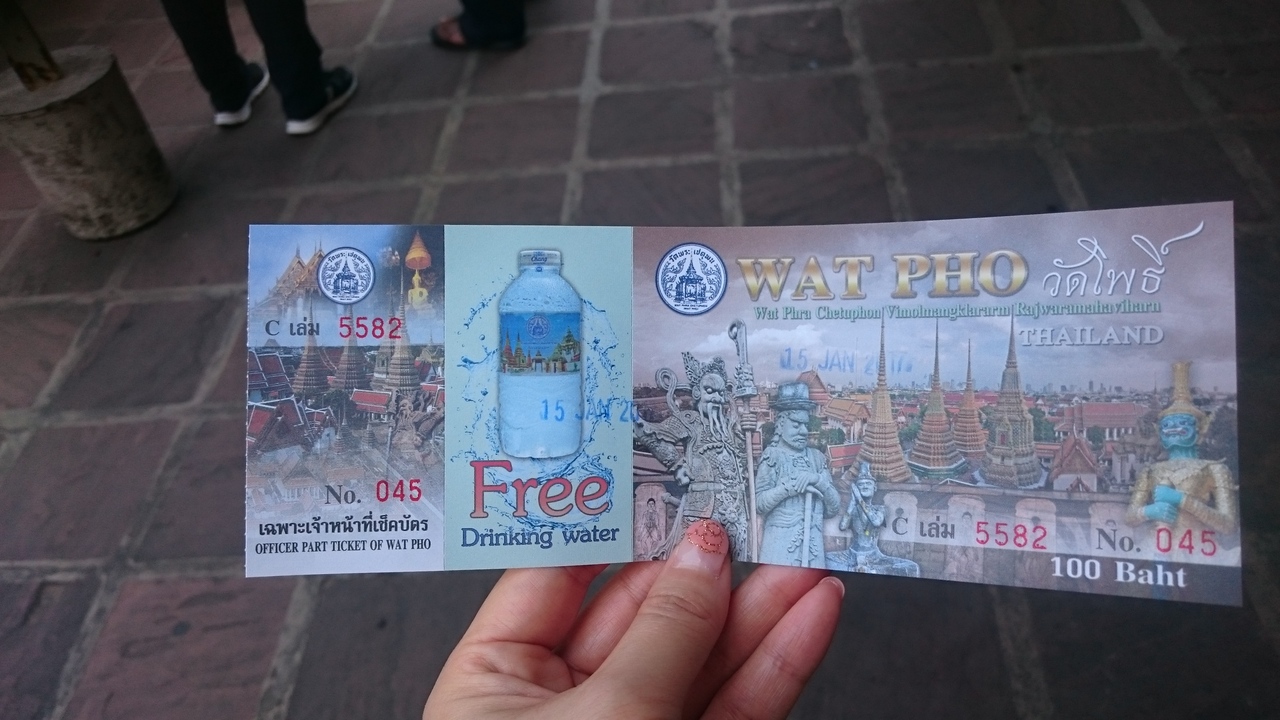 C เล่ม 5582
No. 045
เฉพาะเจ้าหน้าที่เช็คบัตร
OFFICER PART TICKET OF WAT PHO
15 JAN 20
Free
Drinking water
WAT PHO วัดโพธิ์
Wat Phra Chetuphon Vimolmangklararm Rajwaramahaviharn
THAILAND
15 JAN 2017
C เล่ม 5582 No. 045
100 Baht